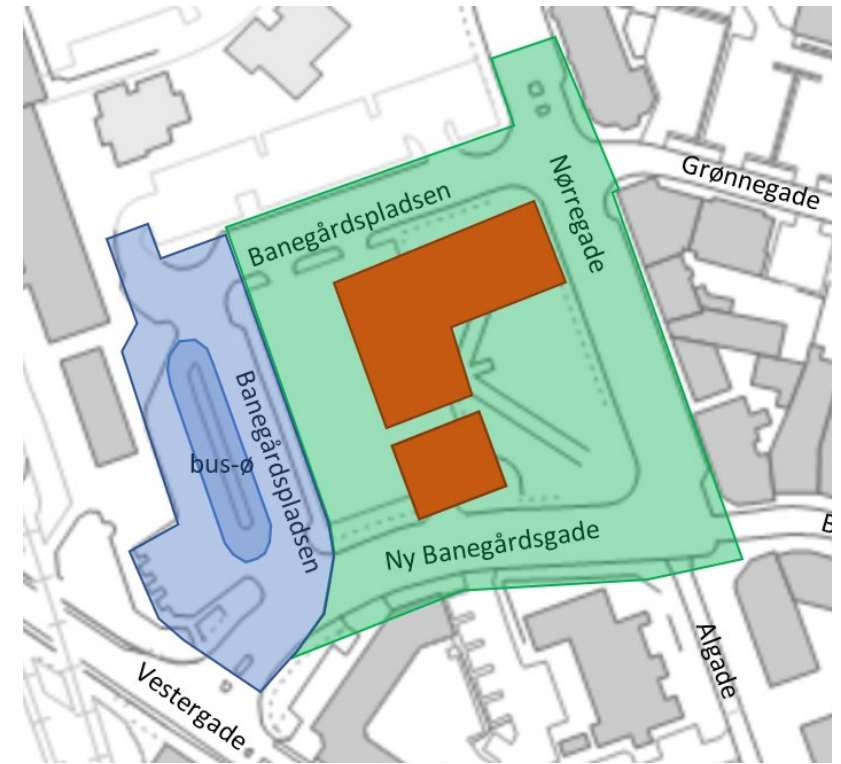 Grønnegade
Nørregade
Banegårdspladsen
Banegårdspladsen
bus-ø
Ny Banegårdsgade
B
Algade
Vestergade